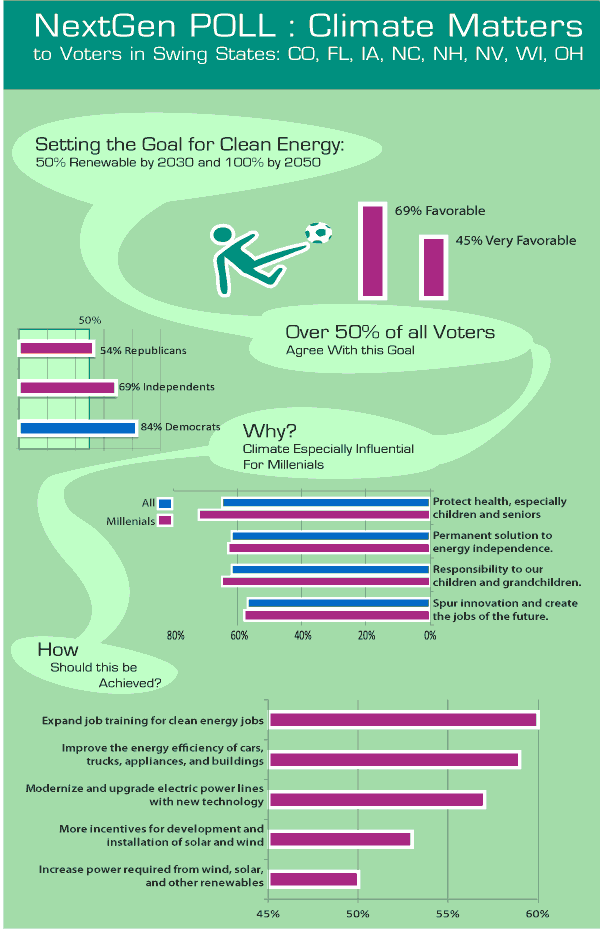 NextGen POLL : Climate Matters
to Voters in Swing States: CO, FL, IA, NC, NH, NV, WI, OH
Setting the Goal for Clean Energy:
50% Renewable by 2030 and 100% by 2050
69% Favorable
45% Very Favorable
Over 50% of all Voters
Agree With this Goal
50%
54% Republicans
69% Independents
84% Democrats
Why?
Climate Especially Influential
For Millenials
All
Millenials
Protect health, especially
children and seniors
Permanent solution to
energy independence.
Responsibility to our
children and grandchildren.
Spur innovation and create
the jobs of the future.
80% 60% 40% 20% 0%
How
Should this be
Achieved?
Expand job training for clean energy jobs
Improve the energy efficiency of cars,
trucks, appliances, and buildings
Modernize and upgrade electric power lines
with new technology
More incentives for development and
installation of solar and wind
Increase power required from wind, solar,
and other renewables
45% 50% 55% 60%